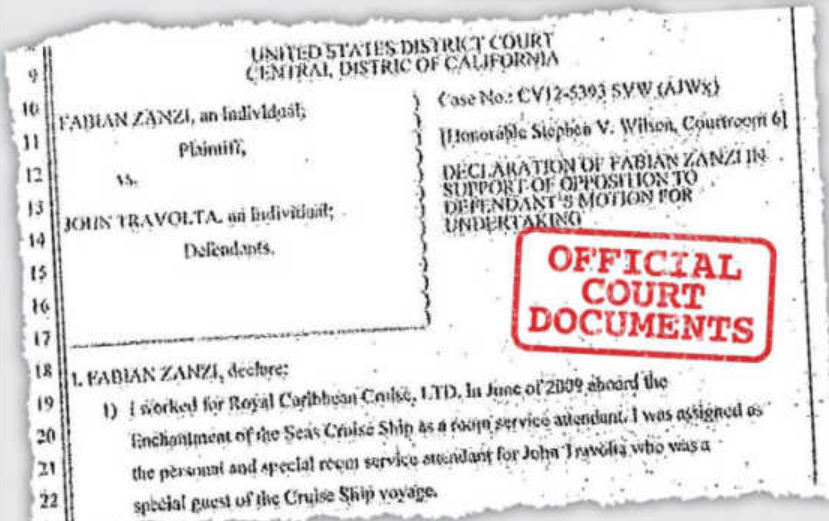 UNITED STATES DISTRICT COURT
CENTRAL DISTRIC OF CALIFORNIA
9
10
11
12
13
14
15
16
17
18
19
20
21
22
FABIAN ZANZI, an Individual;
Plaintiff,
vs.
JOHN TRAVOLTA, an Individual;
Defendants.
Case No.: CV12-5393 SVW (AJWx)
[Honorable Stephen V. Wilson, Courtroom 6]
DECLARATION OF FABIAN ZANZI IN
SUPPORT OF OPPOSITION TO
DEFENDANT'S MOTION FOR
UNDERTAKING
OFFICIAL
COURT
DOCUMENTS
I, FABIAN ZANZI, declare:
1) I worked for Royal Caribbean Cruise, LTD. In June of 2009 aboard the
Enchantment of the Seas Cruise Ship as a room service attendant. I was assigned as
the personal and special room service attendant for John Travolta who was a
special guest of the Cruise Ship voyage.